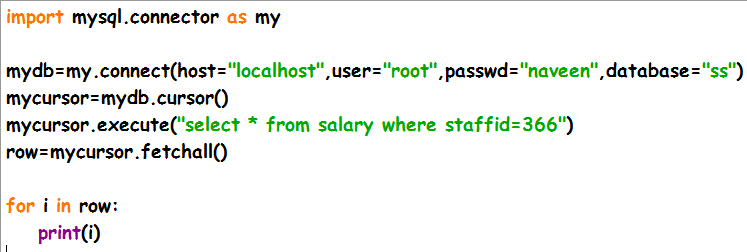 import mysql.connector as my
mydb=my.connect(host="localhost",user="root",passwd="naveen",database="ss")
mycursor=mydb.cursor()
mycursor.execute("select * from salary where staffid=366")
row=mycursor.fetchall()
for i in row:
    print(i)